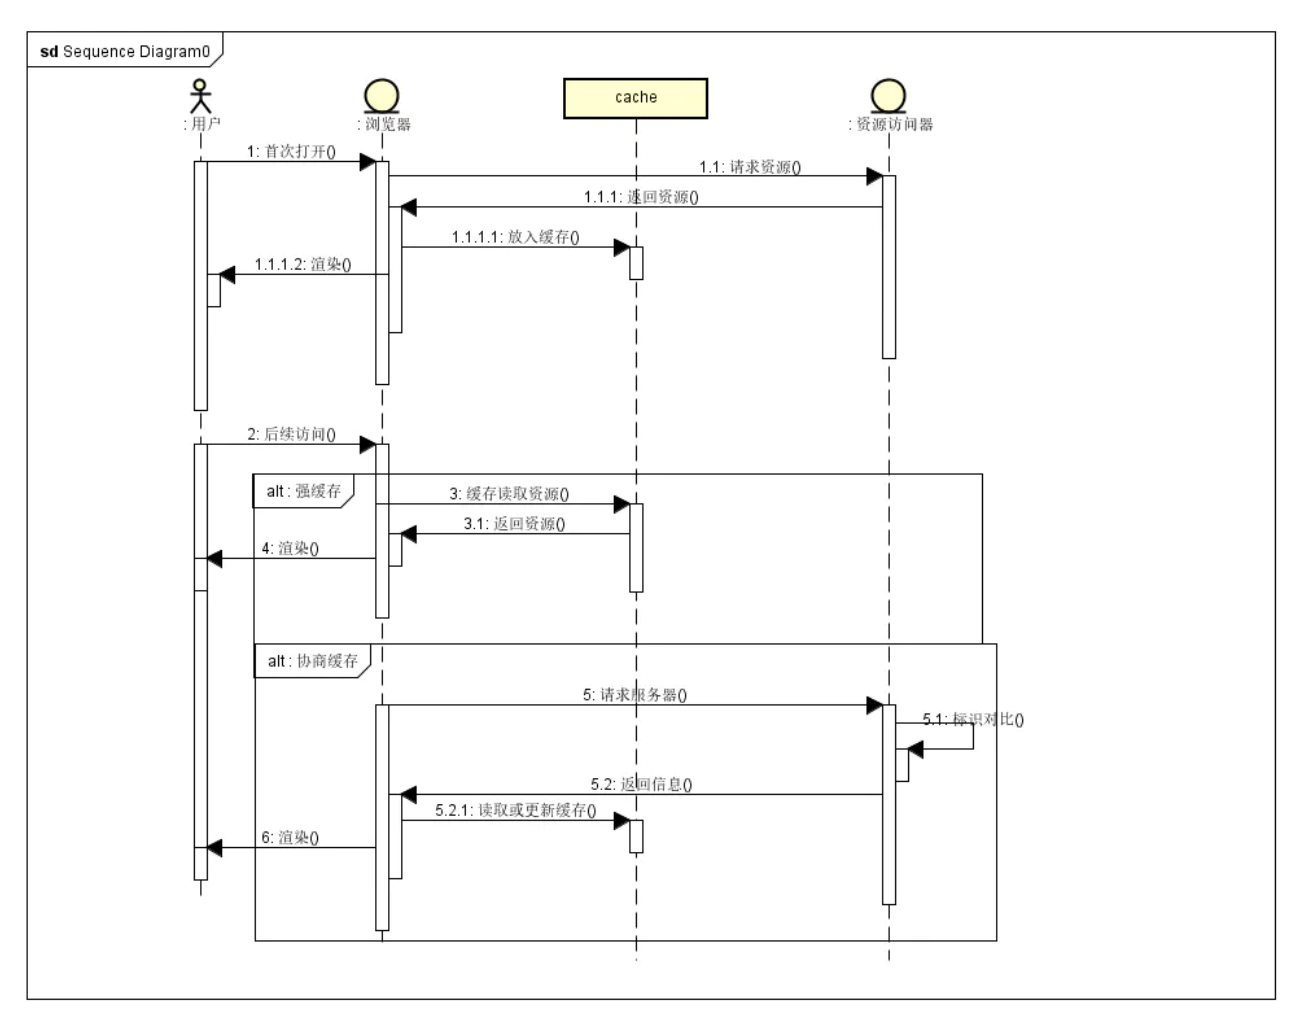 sd Sequence Diagram0
: 用户
: 浏览器
cache
: 资源访问器
1: 首次打开()
1.1: 请求资源()
1.1.1: 返回资源()
1.1.1.1: 放入缓存()
1.1.1.2: 渲染()
2: 后续访问()
alt : 强缓存
3: 缓存读取资源()
3.1: 返回资源()
4: 渲染()
alt : 协商缓存
5: 请求服务器()
5.1: 标识对比()
5.2: 返回信息()
5.2.1: 读取或更新缓存()
6: 渲染()